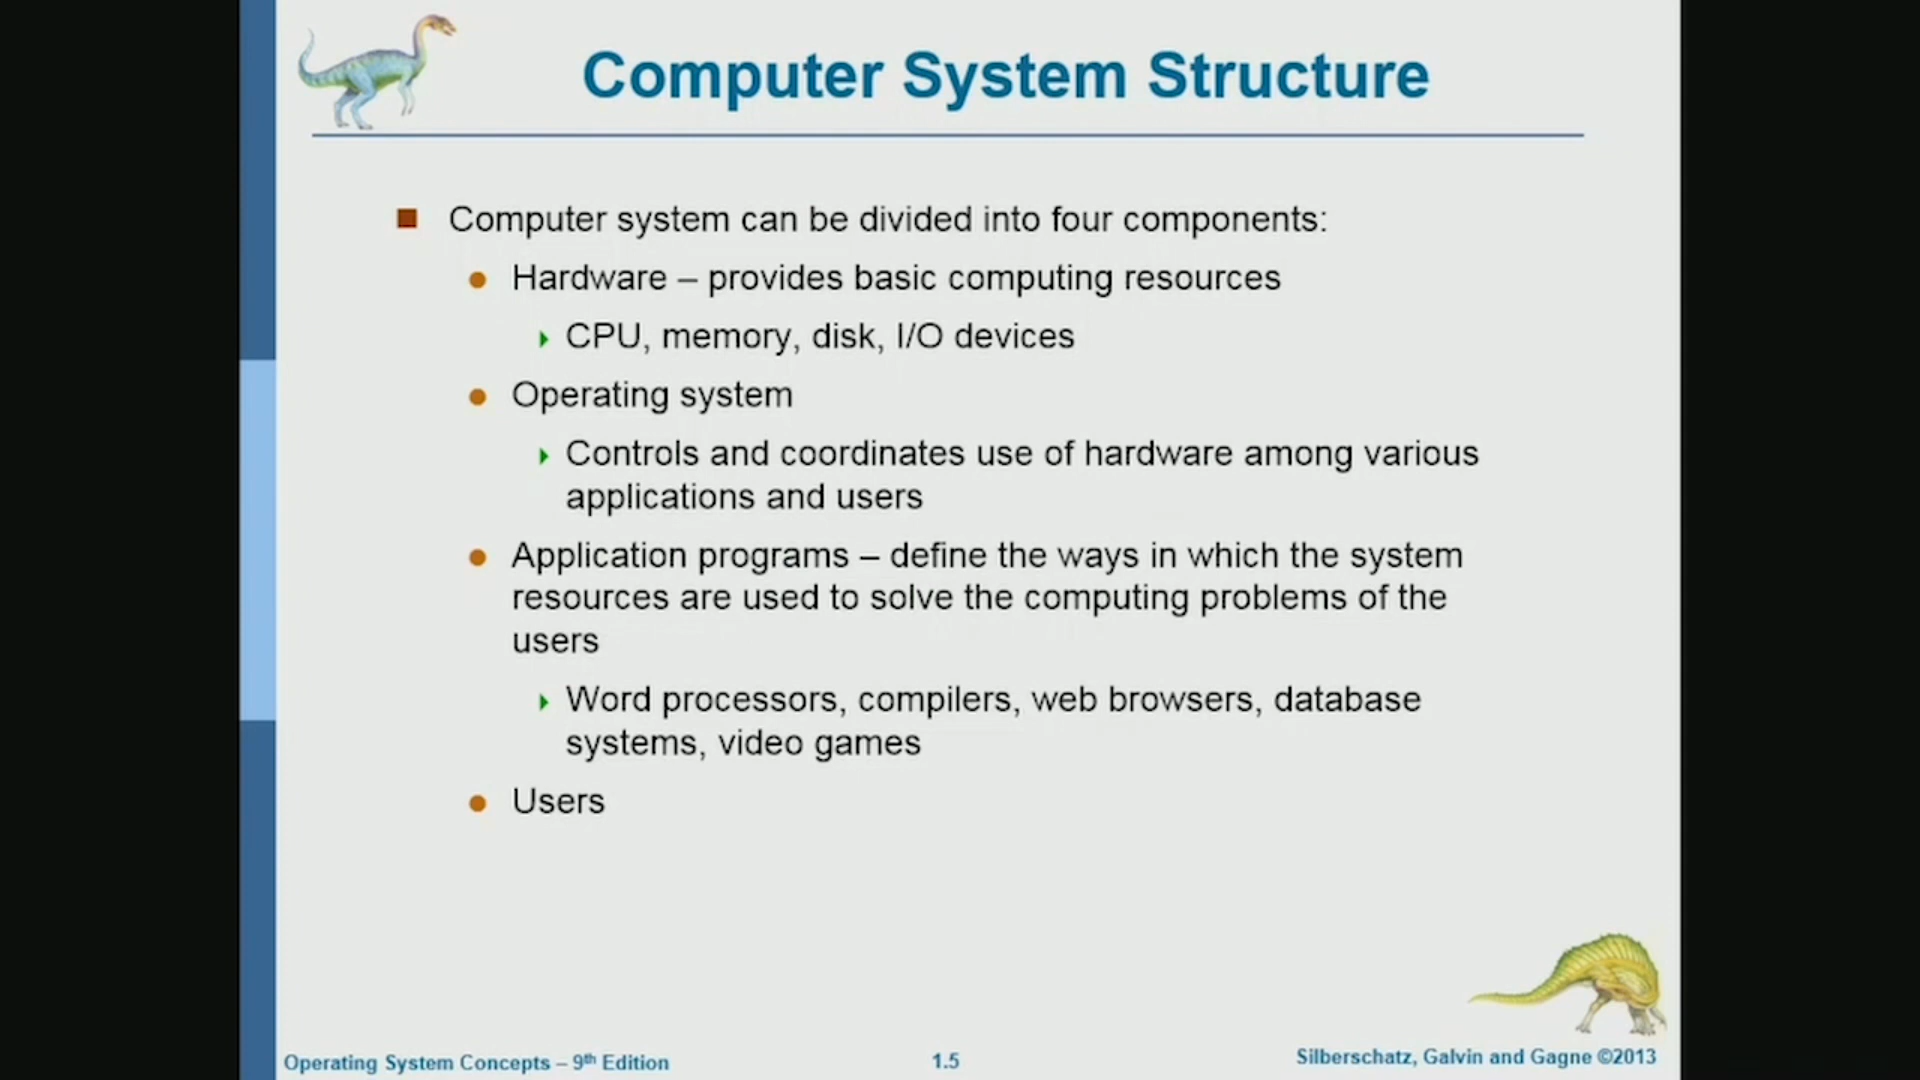 Computer System Structure
Computer system can be divided into four components:
Hardware – provides basic computing resources
CPU, memory, disk, I/O devices
Operating system
Controls and coordinates use of hardware among various
applications and users
Application programs – define the ways in which the system
resources are used to solve the computing problems of the
users
Word processors, compilers, web browsers, database
systems, video games
Users
Operating System Concepts – 9th Edition
1.5
Silberschatz, Galvin and Gagne ©2013